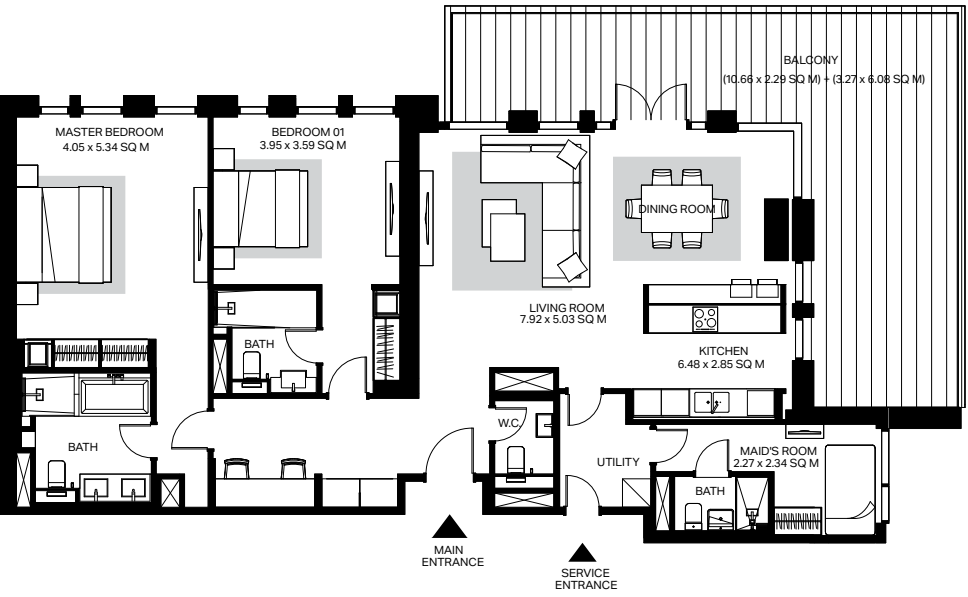 BALCONY
(10.66 x 2.29 SQ M) + (3.27 x 6.08 SQ M)
MASTER BEDROOM
4.05 x 5.34 SQ M
BEDROOM 01
3.95 x 3.59 SQ M
DINING ROOM
LIVING ROOM
7.92 x 5.03 SQ M
BATH
KITCHEN
6.48 x 2.85 SQ M
BATH
W.C.
UTILITY
MAID'S ROOM
2.27 x 2.34 SQ M
BATH
MAIN
ENTRANCE
SERVICE
ENTRANCE